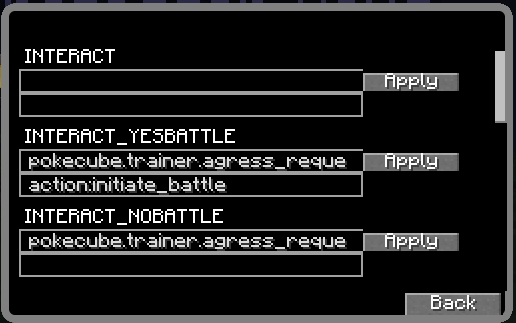 INTERACT
Apply
INTERACT_YESBATTLE
pokecube.trainer.agress_reque
Apply
action:initiate_battle
INTERACT_NOBATTLE
pokecube.trainer.agress_reque
Apply
Back